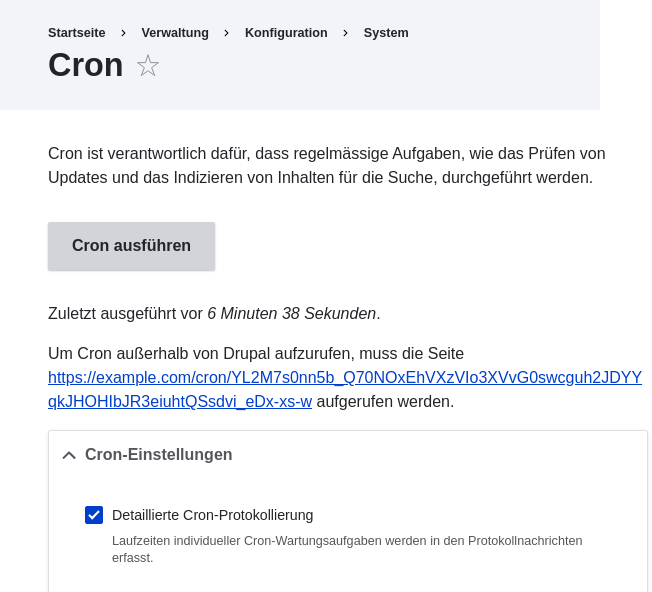 Startseite › Verwaltung › Konfiguration › System
Cron
Cron ist verantwortlich dafür, dass regelmässige Aufgaben, wie das Prüfen von
Updates und das Indizieren von Inhalten für die Suche, durchgeführt werden.
Cron ausführen
Zuletzt ausgeführt vor 6 Minuten 38 Sekunden.
Um Cron außerhalb von Drupal aufzurufen, muss die Seite
https://example.com/cron/YL2M7s0nn5b_Q70NOxEhVXzVIo3XVvG0swcguh2JDYY
qkJHOHIbJR3eiuhtQSsdvi_eDx-xs-w aufgerufen werden.
Cron-Einstellungen
Detaillierte Cron-Protokollierung
Laufzeiten individueller Cron-Wartungsaufgaben werden in den Protokollnachrichten
erfasst.